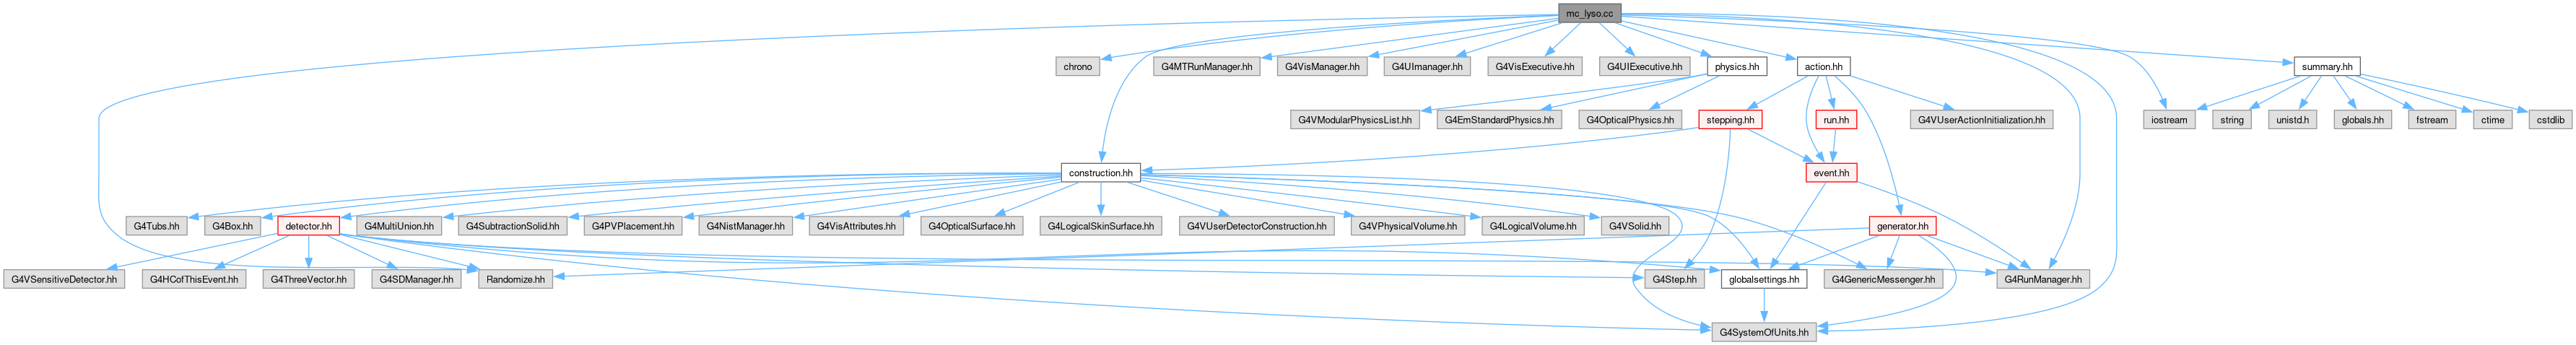 mc_lyso.cc
chrono
G4MTRunManager.hh
G4VisManager.hh
G4UImanager.hh
G4VisExecutive.hh
G4UIExecutive.hh
physics.hh
action.hh
summary.hh
G4VModularPhysicsList.hh
G4EmStandardPhysics.hh
G4OpticalPhysics.hh
stepping.hh
run.hh
G4VUserActionInitialization.hh
iostream
string
unistd.h
globals.hh
fstream
ctime
cstdlib
construction.hh
event.hh
G4Tubs.hh
G4Box.hh
detector.hh
G4MultiUnion.hh
G4SubtractionSolid.hh
G4PVPlacement.hh
G4NistManager.hh
G4VisAttributes.hh
G4OpticalSurface.hh
G4LogicalSkinSurface.hh
G4VUserDetectorConstruction.hh
G4VPhysicalVolume.hh
G4LogicalVolume.hh
G4VSolid.hh
generator.hh
G4VSensitiveDetector.hh
G4HCofThisEvent.hh
G4ThreeVector.hh
G4SDManager.hh
Randomize.hh
G4Step.hh
globalsettings.hh
G4GenericMessenger.hh
G4RunManager.hh
G4SystemOfUnits.hh